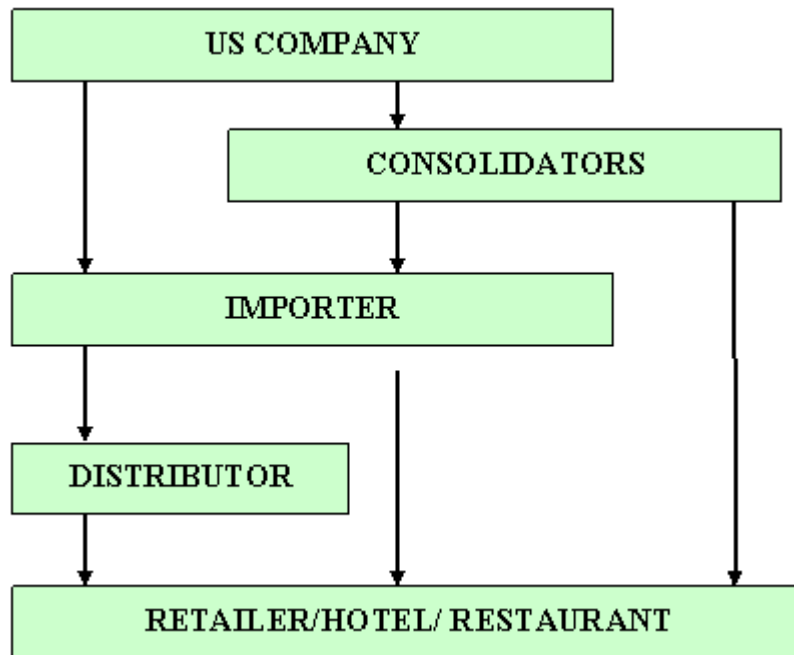 US COMPANY
CONSOLIDATORS
IMPORTER
DISTRIBUTOR
RETAILER/HOTEL/ RESTAURANT